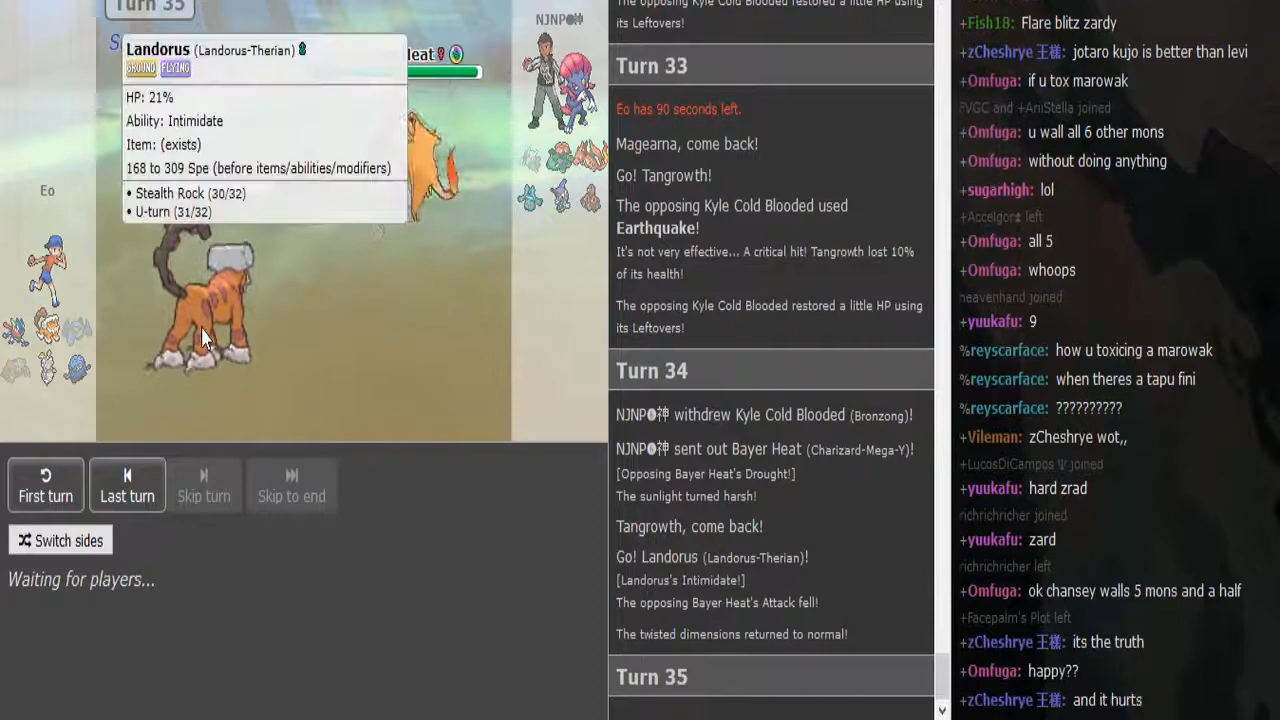 Turn 35
Landorus (Landorus-Therian)
GROUND FLYING
HP: 21%
Ability: Intimidate
Item: (exists)
168 to 309 Spe (before items/abilities/modifiers)
• Stealth Rock (30/32)
• U-turn (31/32)
Eo
First turn
Last turn
Skip turn
Skip to end
Switch sides
Waiting for players...
its Leftovers!
Turn 33
Eo has 90 seconds left.
Magearna, come back!
Go! Tangrowth!
The opposing Kyle Cold Blooded used
Earthquake!
It's not very effective... A critical hit! Tangrowth lost 10%
of its health!
The opposing Kyle Cold Blooded restored a little HP using
its Leftovers!
Turn 34
withdrew Kyle Cold Blooded (Bronzong)!
sent out Bayer Heat (Charizard-Mega-Y)!
[Opposing Bayer Heat's Drought!]
The sunlight turned harsh!
Tangrowth, come back!
Go! Landorus (Landorus-Therian)!
[Landorus's Intimidate!]
The opposing Bayer Heat's Attack fell!
The twisted dimensions returned to normal!
Turn 35
+Fish18: Flare blitz zardy
+zCheshrye 王様: jotaro kujo is better than levi
+Omfuga: if u tox marowak
and +AniStella joined
+Omfuga: u wall all 6 other mons
+Omfuga: without doing anything
+sugarhigh: lol
+Omfuga: all 5
+Omfuga: whoops
heavenhand joined
+yuukafu: 9
%reyscarface: how u toxicing a marowak
%reyscarface: when theres a tapu fini
%reyscarface: ??????????
+Vileman: zCheshrye wot,,
+LucosDiCampos Ψ joined
+yuukafu: hard zrad
richrichricher joined
+yuukafu: zard
richrichricher left
+Omfuga: ok chansey walls 5 mons and a half
+Facepalm's Plot left
+zCheshrye 王様: its the truth
+Omfuga: happy??
+zCheshrye 王様: and it hurts